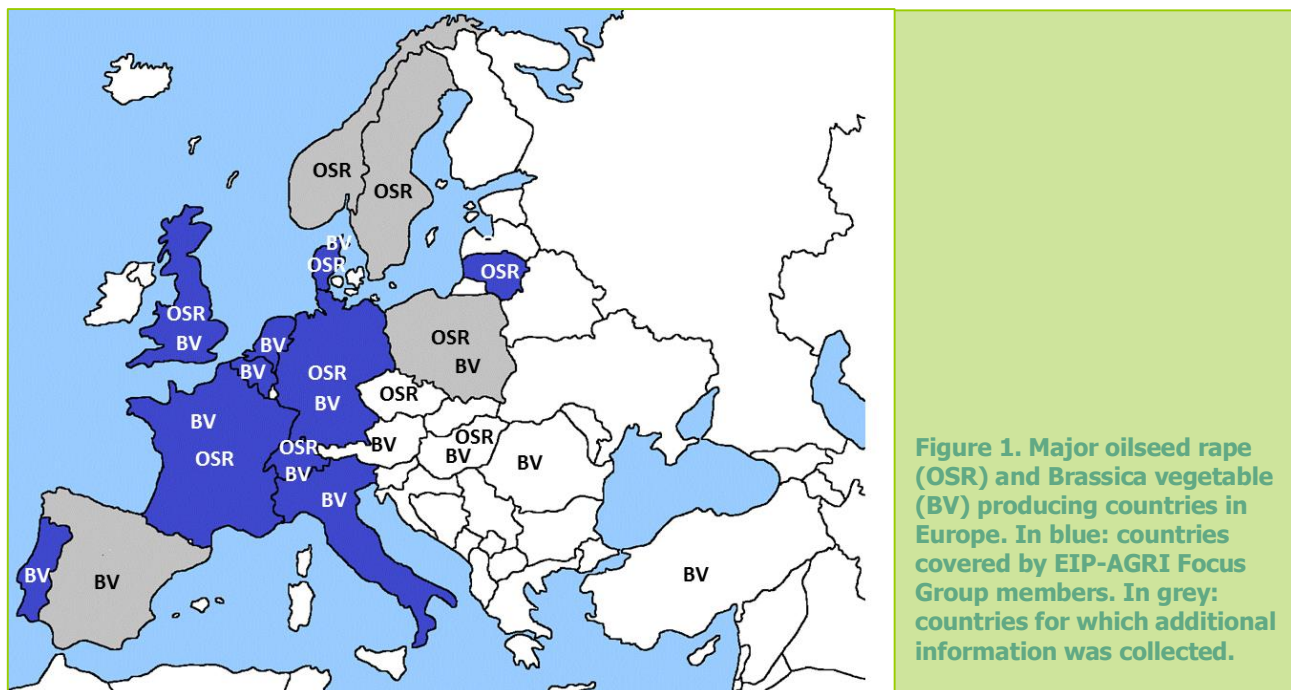 OSR
OSR
BV
OSR
OSR
OSR
BV
BV
BV
OSR
BV
OSR
BV
OSR
BV
OSR
BV
OSR
BV
OSR
BV
BV
BV
BV
BV
BV
Figure 1. Major oilseed rape
(OSR) and Brassica vegetable
(BV) producing countries in
Europe. In blue: countries
covered by EIP-AGRI Focus
Group members. In grey:
countries for which additional
information was collected.